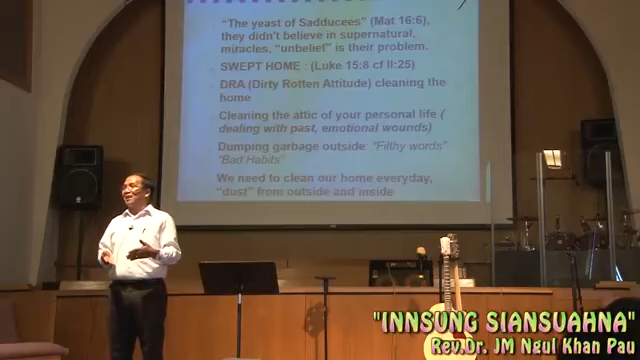 "The yeast of Sadducees" (Mat 16:6),
they didn't believe in supernatural,
miracles, "unbelief" is their problem.
SWEPT HOME : (Luke 15:8 cf II:25)
DRA (Dirty Rotten Attitude) cleaning the
home
Cleaning the attic of your personal life (
dealing with past, emotional wounds)
Dumping garbage outside: "Filthy words"
"Bad Habits"
We need to clean our home everyday,
"dust" from outside and inside
"INNSUNG SIANSUAHNA"
Rev.Dr. JM Ngul Khan Pau